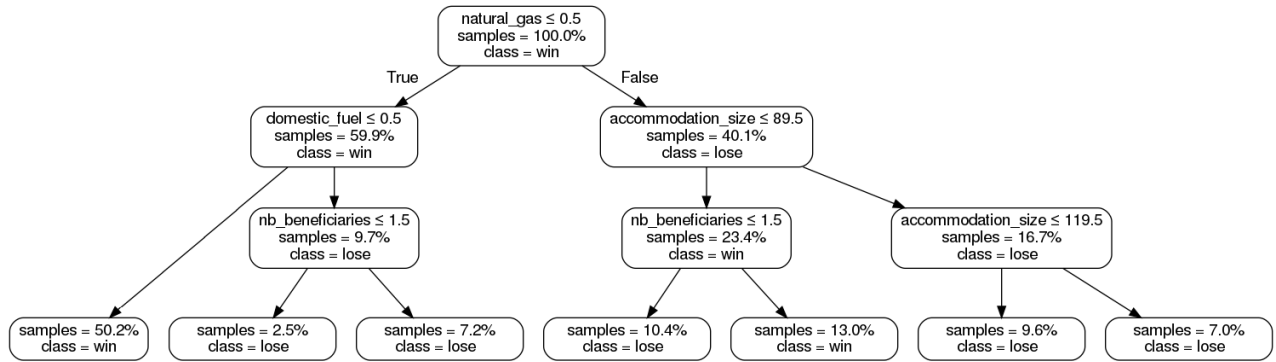 natural_gas ≤ 0.5
samples = 100.0%
class = win
True
False
domestic_fuel ≤ 0.5
samples = 59.9%
class = win
accommodation_size ≤ 89.5
samples = 40.1%
class = lose
nb_beneficiaries ≤ 1.5
samples = 9.7%
class = lose
nb_beneficiaries ≤ 1.5
samples = 23.4%
class = win
accommodation_size ≤ 119.5
samples = 16.7%
class = lose
samples = 50.2%
class = win
samples = 2.5%
class = lose
samples = 7.2%
class = lose
samples = 10.4%
class = lose
samples = 13.0%
class = win
samples = 9.6%
class = lose
samples = 7.0%
class = lose